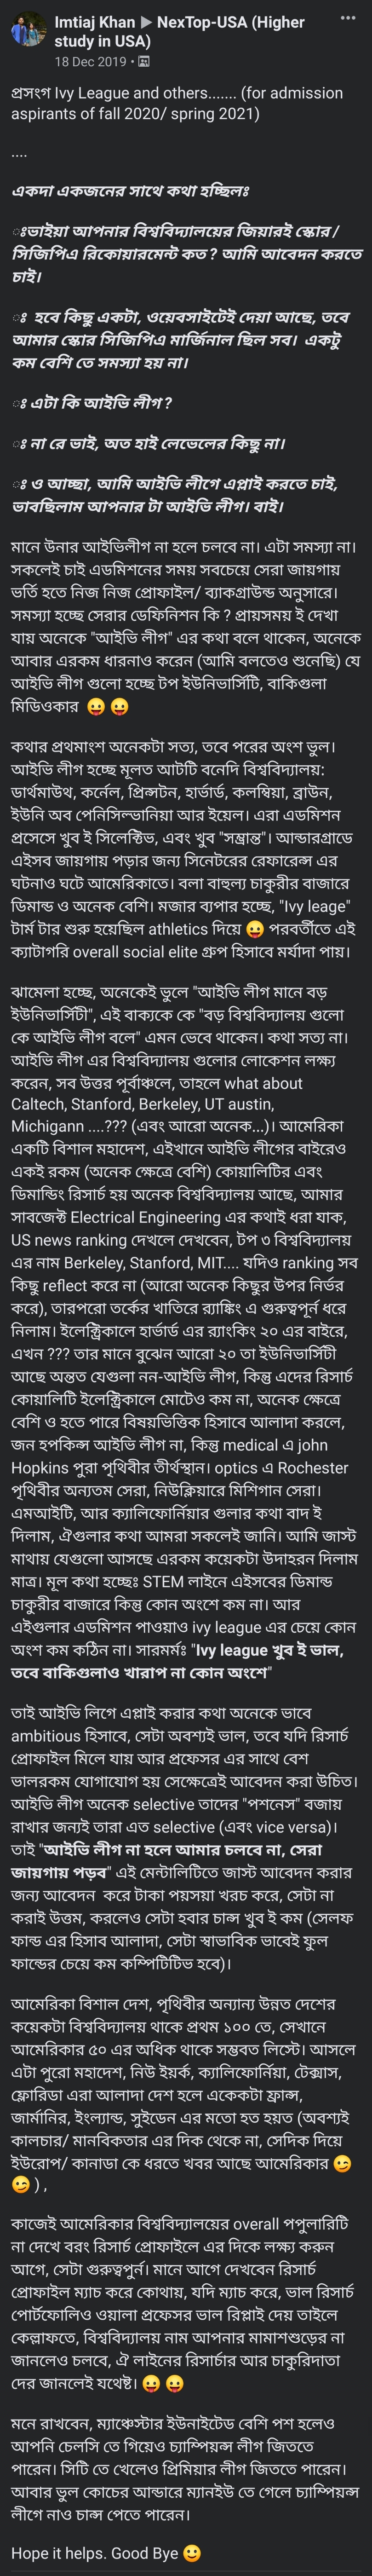 Imtiaj Khan ▶ NexTop-USA (Higher
study in USA)
18 Dec 2019 •
প্রসংগ Ivy League and others....... (for admission
aspirants of fall 2020/ spring 2021)
....
একদা একজনের সাথে কথা হচ্ছিলঃ
ঃভাইয়া আপনার বিশ্ববিদ্যালয়ের জিয়ারই স্কোর/
সিজিপিএ রিকোয়ারমেন্ট কত? আমি আবেদন করতে
চাই।
ঃ হবে কিছু একটা, ওয়েবসাইটেই দেয়া আছে, তবে
আমার স্কোর সিজিপিএ মার্জিনাল ছিল সব। একটু
কম বেশি তে সমস্যা হয় না।
ঃ এটা কি আইভি লীগ?
ঃ না রে ভাই, অত হাই লেভেলের কিছু না।
ঃ ও আচ্ছা, আমি আইভি লীগে এপ্লাই করতে চাই,
ভাবছিলাম আপনার টা আইভি লীগ। বাই।
মানে উনার আইভিলীগ না হলে চলবে না। এটা সমস্যা না।
সকলেই চাই এডমিশনের সময় সবচেয়ে সেরা জায়গায়
ভর্তি হতে নিজ নিজ প্রোফাইল/ ব্যাকগ্রাউন্ড অনুসারে।
সমস্যা হচ্ছে সেরার ডেফিনিশন কি ? প্রায়সময় ই দেখা
যায় অনেকে "আইভি লীগ" এর কথা বলে থাকেন, অনেকে
আবার এরকম ধারনাও করেন (আমি বলতেও শুনেছি) যে
আইভি লীগ গুলো হচ্ছে টপ ইউনিভার্সিটি, বাকিগুলা
মিডিওকার 😛 😛
কথার প্রথমাংশ অনেকটা সত্য, তবে পরের অংশ ভুল।
আইভি লীগ হচ্ছে মূলত আটটি বনেদি বিশ্ববিদ্যালয়:
ডার্থমাউথ, কর্নেল, প্রিন্সটন, হার্ভার্ড, কলম্বিয়া, ব্রাউন,
ইউনি অব পেনিসিল্ভানিয়া আর ইয়েল। এরা এডমিশন
প্রসেসে খুব ই সিলেক্টিভ, এবং খুব "সম্ভ্রান্ত"। আন্ডারগ্রাডে
এইসব জায়গায় পড়ার জন্য সিনেটরের রেফারেন্স এর
ঘটনাও ঘটে আমেরিকাতে। বলা বাহুল্য চাকুরীর বাজারে
ডিমান্ড ও অনেক বেশি। মজার ব্যপার হচ্ছে, "Ivy leage"
টার্ম টার শুরু হয়েছিল athletics দিয়ে 😛 পরবর্তীতে এই
ক্যাটাগরি overall social elite গ্রুপ হিসাবে মর্যাদা পায়।
ঝামেলা হচ্ছে, অনেকেই ভুলে "আইভি লীগ মানে বড়
ইউনিভার্সিটী", এই বাক্যকে কে "বড় বিশ্ববিদ্যালয় গুলো
কে আইভি লীগ বলে" এমন ভেবে থাকেন। কথা সত্য না।
আইভি লীগ এর বিশ্ববিদ্যালয় গুলোর লোকেশন লক্ষ্য
করেন, সব উত্তর পূর্বাঞ্চলে, তাহলে what about
Caltech, Stanford, Berkeley, UT austin,
Michigann ....??? (এবং আরো অনেক...)। আমেরিকা
একটি বিশাল মহাদেশ, এইখানে আইভি লীগের বাইরেও
একই রকম (অনেক ক্ষেত্রে বেশি) কোয়ালিটির এবং
ডিমান্ডিং রিসার্চ হয় অনেক বিশ্ববিদ্যালয় আছে, আমার
সাবজেক্ট Electrical Engineering এর কথাই ধরা যাক,
US news ranking দেখলে দেখবেন, টপ ৩ বিশ্ববিদ্যালয়
এর নাম Berkeley, Stanford, MIT.... যদিও ranking সব
কিছু reflect করে না (আরো অনেক কিছুর উপর নির্ভর
করে), তারপরো তর্কের খাতিরে র‍্যাঙ্কিং এ গুরুত্বপূর্ন ধরে
নিলাম। ইলেক্ট্রিকালে হার্ভার্ড এর র‍্যাংকিং ২০ এর বাইরে,
এখন ??? তার মানে বুঝেন আরো ২০ তা ইউনিভার্সিটী
আছে অন্তত যেগুলা নন-আইভি লীগ, কিন্তু এদের রিসার্চ
কোয়ালিটি ইলেক্ট্রিকালে মোটেও কম না, অনেক ক্ষেত্রে
বেশি ও হতে পারে বিষয়ভিত্তিক হিসাবে আলাদা করলে,
জন হপকিন্স আইভি লীগ না, কিন্তু medical এ john
Hopkins পুরা পৃথিবীর তীর্থস্থান। optics এ Rochester
পৃথিবীর অন্যতম সেরা, নিউক্লিয়ারে মিশিগান সেরা।
এমআইটি, আর ক্যালিফোর্নিয়ার গুলার কথা বাদ ই
দিলাম, ঐগুলার কথা আমরা সকলেই জানি। আমি জাস্ট
মাথায় যেগুলো আসছে এরকম কয়েকটা উদাহরন দিলাম
মাত্র। মূল কথা হচ্ছেঃ STEM লাইনে এইসবের ডিমান্ড
চাকুরীর বাজারে কিন্তু কোন অংশে কম না। আর
এইগুলার এডমিশন পাওয়াও ivy league এর চেয়ে কোন
অংশ কম কঠিন না। সারমর্মঃ "Ivy league খুব ই ভাল,
তবে বাকিগুলাও খারাপ না কোন অংশে"
তাই আইভি লিগে এপ্লাই করার কথা অনেকে ভাবে
ambitious হিসাবে, সেটা অবশ্যই ভাল, তবে যদি রিসার্চ
প্রোফাইল মিলে যায় আর প্রফেসর এর সাথে বেশ
ভালরকম যোগাযোগ হয় সেক্ষেত্রেই আবেদন করা উচিত।
আইভি লীগ অনেক selective তাদের "পশনেস" বজায়
রাখার জন্যই তারা এত selective (এবং vice versa)।
তাই "আইভি লীগ না হলে আমার চলবে না, সেরা
জায়গায় পড়ব" এই মেন্টালিটিতে জাস্ট আবেদন করার
জন্য আবেদন করে টাকা পয়সয়া খরচ করে, সেটা না
করাই উত্তম, করলেও সেটা হবার চান্স খুব ই কম (সেলফ
ফান্ড এর হিসাব আলাদা, সেটা স্বাভাবিক ভাবেই ফুল
ফান্ডের চেয়ে কম কম্পিটিটিভ হবে)।
আমেরিকা বিশাল দেশ, পৃথিবীর অন্যান্য উন্নত দেশের
কয়েকটা বিশ্ববিদ্যালয় থাকে প্রথম ১০০ তে, সেখানে
আমেরিকার ৫০ এর অধিক থাকে সম্ভবত লিস্টে। আসলে
এটা পুরো মহাদেশ, নিউ ইয়র্ক, ক্যালিফোর্নিয়া, টেক্সাস,
ফ্লোরিডা এরা আলাদা দেশ হলে একেকটা ফ্রান্স,
জার্মানির, ইংল্যান্ড, সুইডেন এর মতো হত হয়ত (অবশ্যই
কালচার/ মানবিকতার এর দিক থেকে না, সেদিক দিয়ে
ইউরোপ/ কানাডা কে ধরতে খবর আছে আমেরিকার 😉
😉 ) ,
কাজেই আমেরিকার বিশ্ববিদ্যালয়ের overall পপুলারিটি
না দেখে বরং রিসার্চ প্রোফাইলে এর দিকে লক্ষ্য করুন
আগে, সেটা গুরুত্বপুর্ন। মানে আগে দেখবেন রিসার্চ
প্রোফাইল ম্যাচ করে কোথায়, যদি ম্যাচ করে, ভাল রিসার্চ
পোর্টফোলিও ওয়ালা প্রফেসর ভাল রিপ্লাই দেয় তাইলে
কেল্লাফতে, বিশ্ববিদ্যালয় নাম আপনার মামাশশুড়ের না
জানলেও চলবে, ঐ লাইনের রিসার্চার আর চাকুরিদাতা
দের জানলেই যথেষ্ট। 😛 😛
মনে রাখবেন, ম্যাঞ্চেস্টার ইউনাইটেড বেশি পশ হলেও
আপনি চেলসি তে গিয়েও চ্যাম্পিয়ন্স লীগ জিততে
পারেন। সিটি তে খেলেও প্রিমিয়ার লীগ জিততে পারেন।
আবার ভুল কোচের আন্ডারে ম্যানইউ তে গেলে চ্যাম্পিয়ন্স
লীগে নাও চান্স পেতে পারেন।
Hope it helps. Good Bye 😀